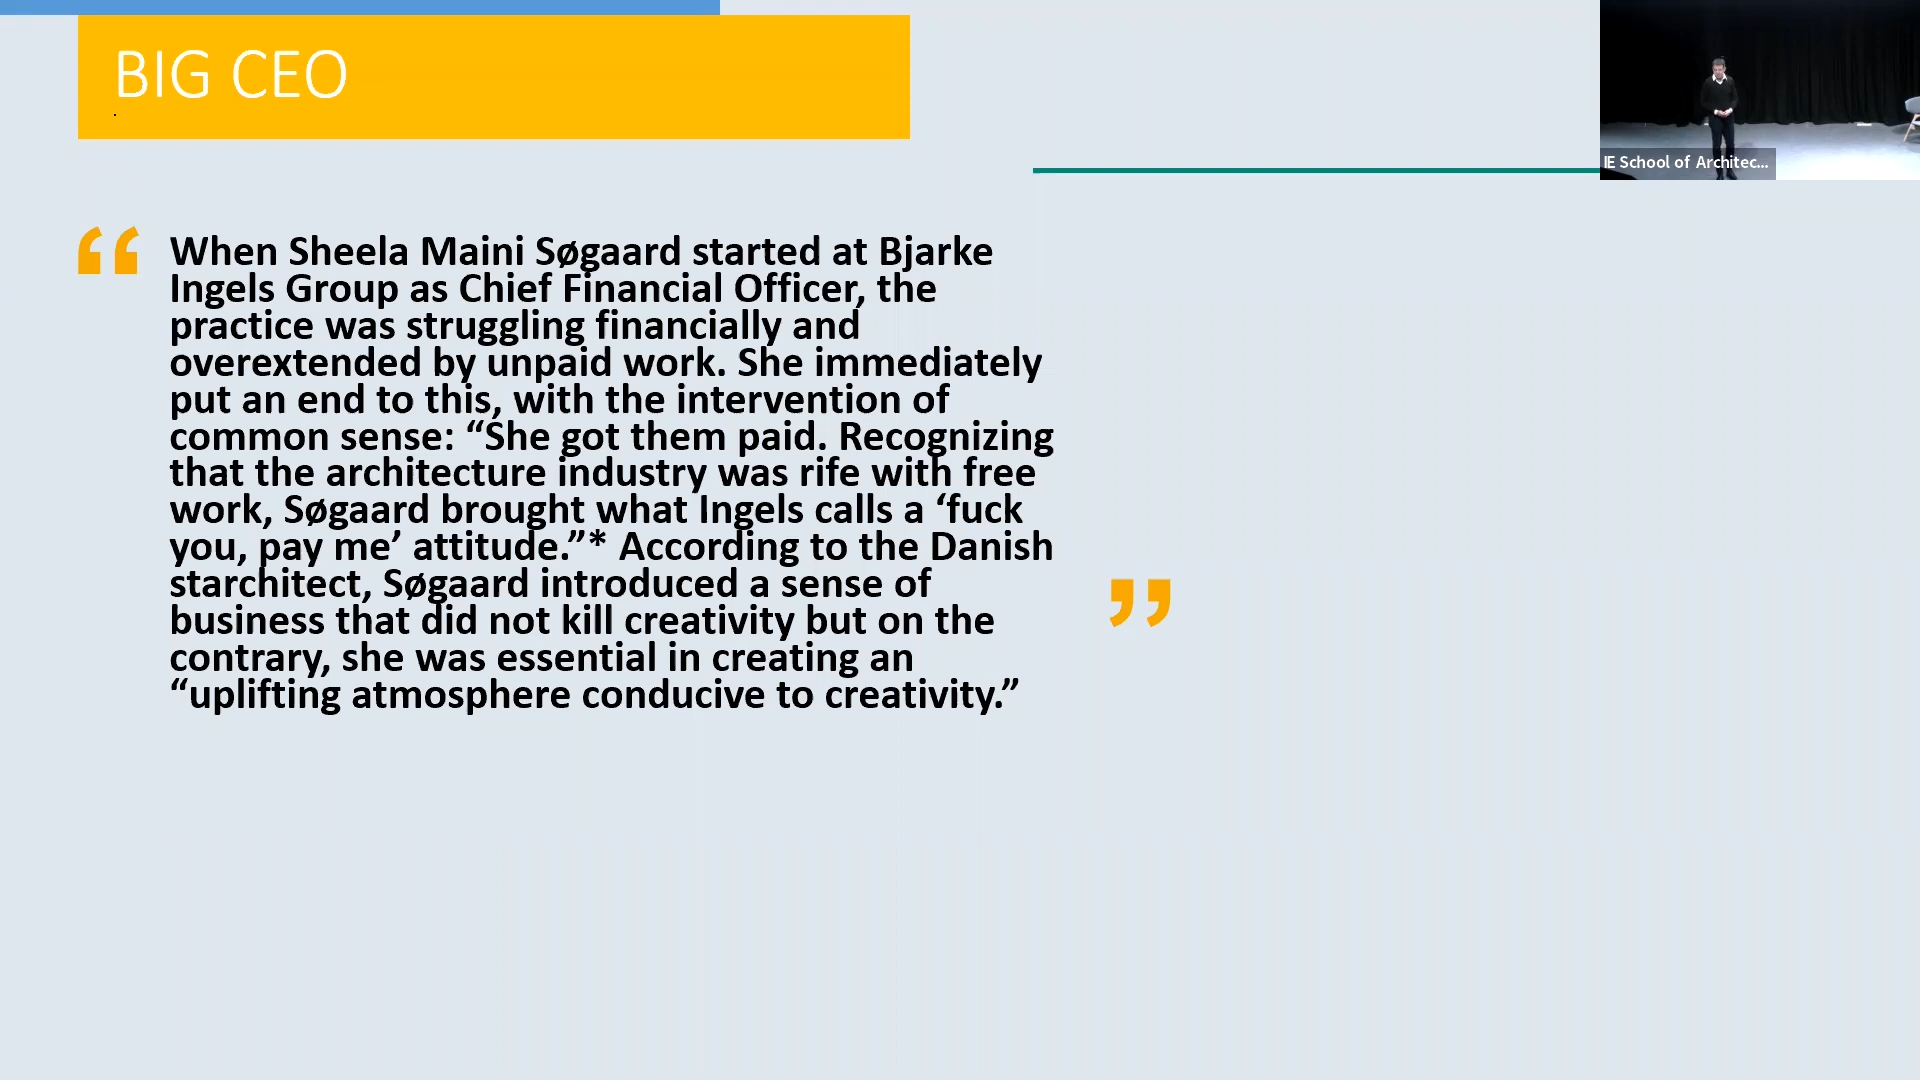 BIG CEO
.
IE School of Architec...
“
When Sheela Maini Søgaard started at Bjarke
Ingels Group as Chief Financial Officer, the
practice was struggling financially and
overextended by unpaid work. She immediately
put an end to this, with the intervention of
common sense: “She got them paid. Recognizing
that the architecture industry was rife with free
work, Søgaard brought what Ingels calls a ‘fuck
you, pay me’ attitude.”* According to the Danish
starchitect, Søgaard introduced a sense of
business that did not kill creativity but on the
contrary, she was essential in creating an
“uplifting atmosphere conducive to creativity.”
”